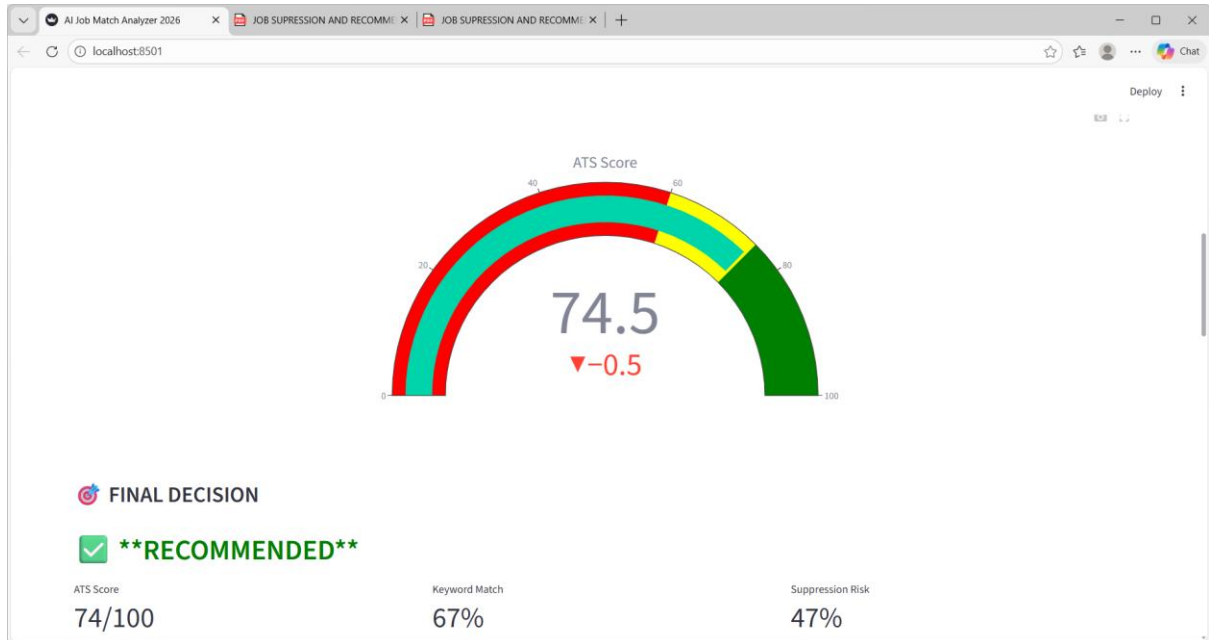 AI Job Match Analyzer 2026
JOB SUPRESSION AND RECOMME
JOB SUPRESSION AND RECOMME
localhost:8501
Chat
Deploy
ATS Score
40
60
20
80
74.5
▼−0.5
0
100
🎯 FINAL DECISION
✅ **RECOMMENDED**
ATS Score Keyword Match Suppression Risk
74/100 67% 47%